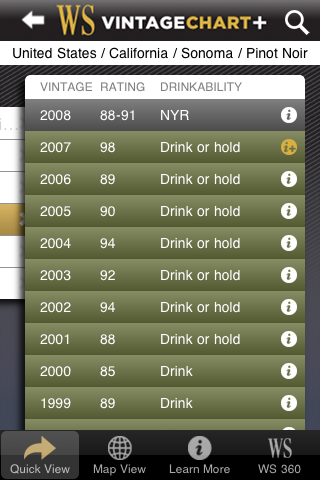 WS VINTAGECHART+
United States / California / Sonoma / Pinot Noir
VINTAGE RATING DRINKABILITY
2008 88-91 NYR
2007 98 Drink or hold
2006 89 Drink or hold
2005 90 Drink or hold
2004 94 Drink or hold
2003 92 Drink or hold
2002 94 Drink or hold
2001 88 Drink or hold
2000 85 Drink
1999 89 Drink
Quick View Map View Learn More WS 360